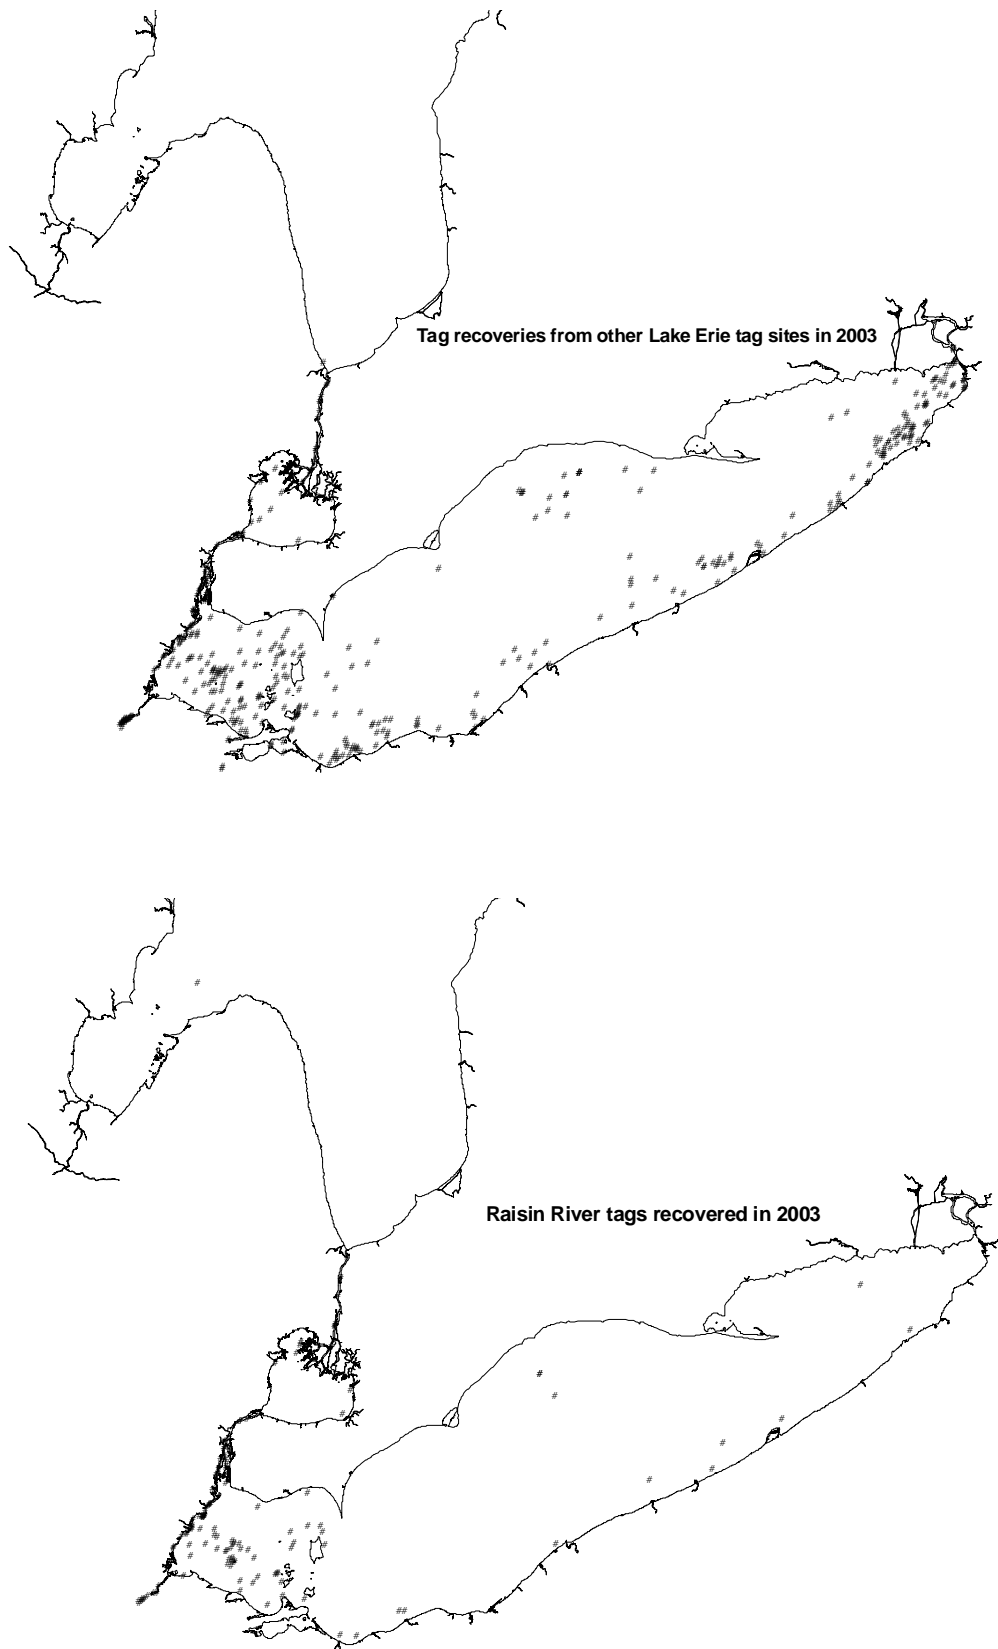 Tag recoveries from other Lake Erie tag sites in 2003
Raisin River tags recovered in 2003